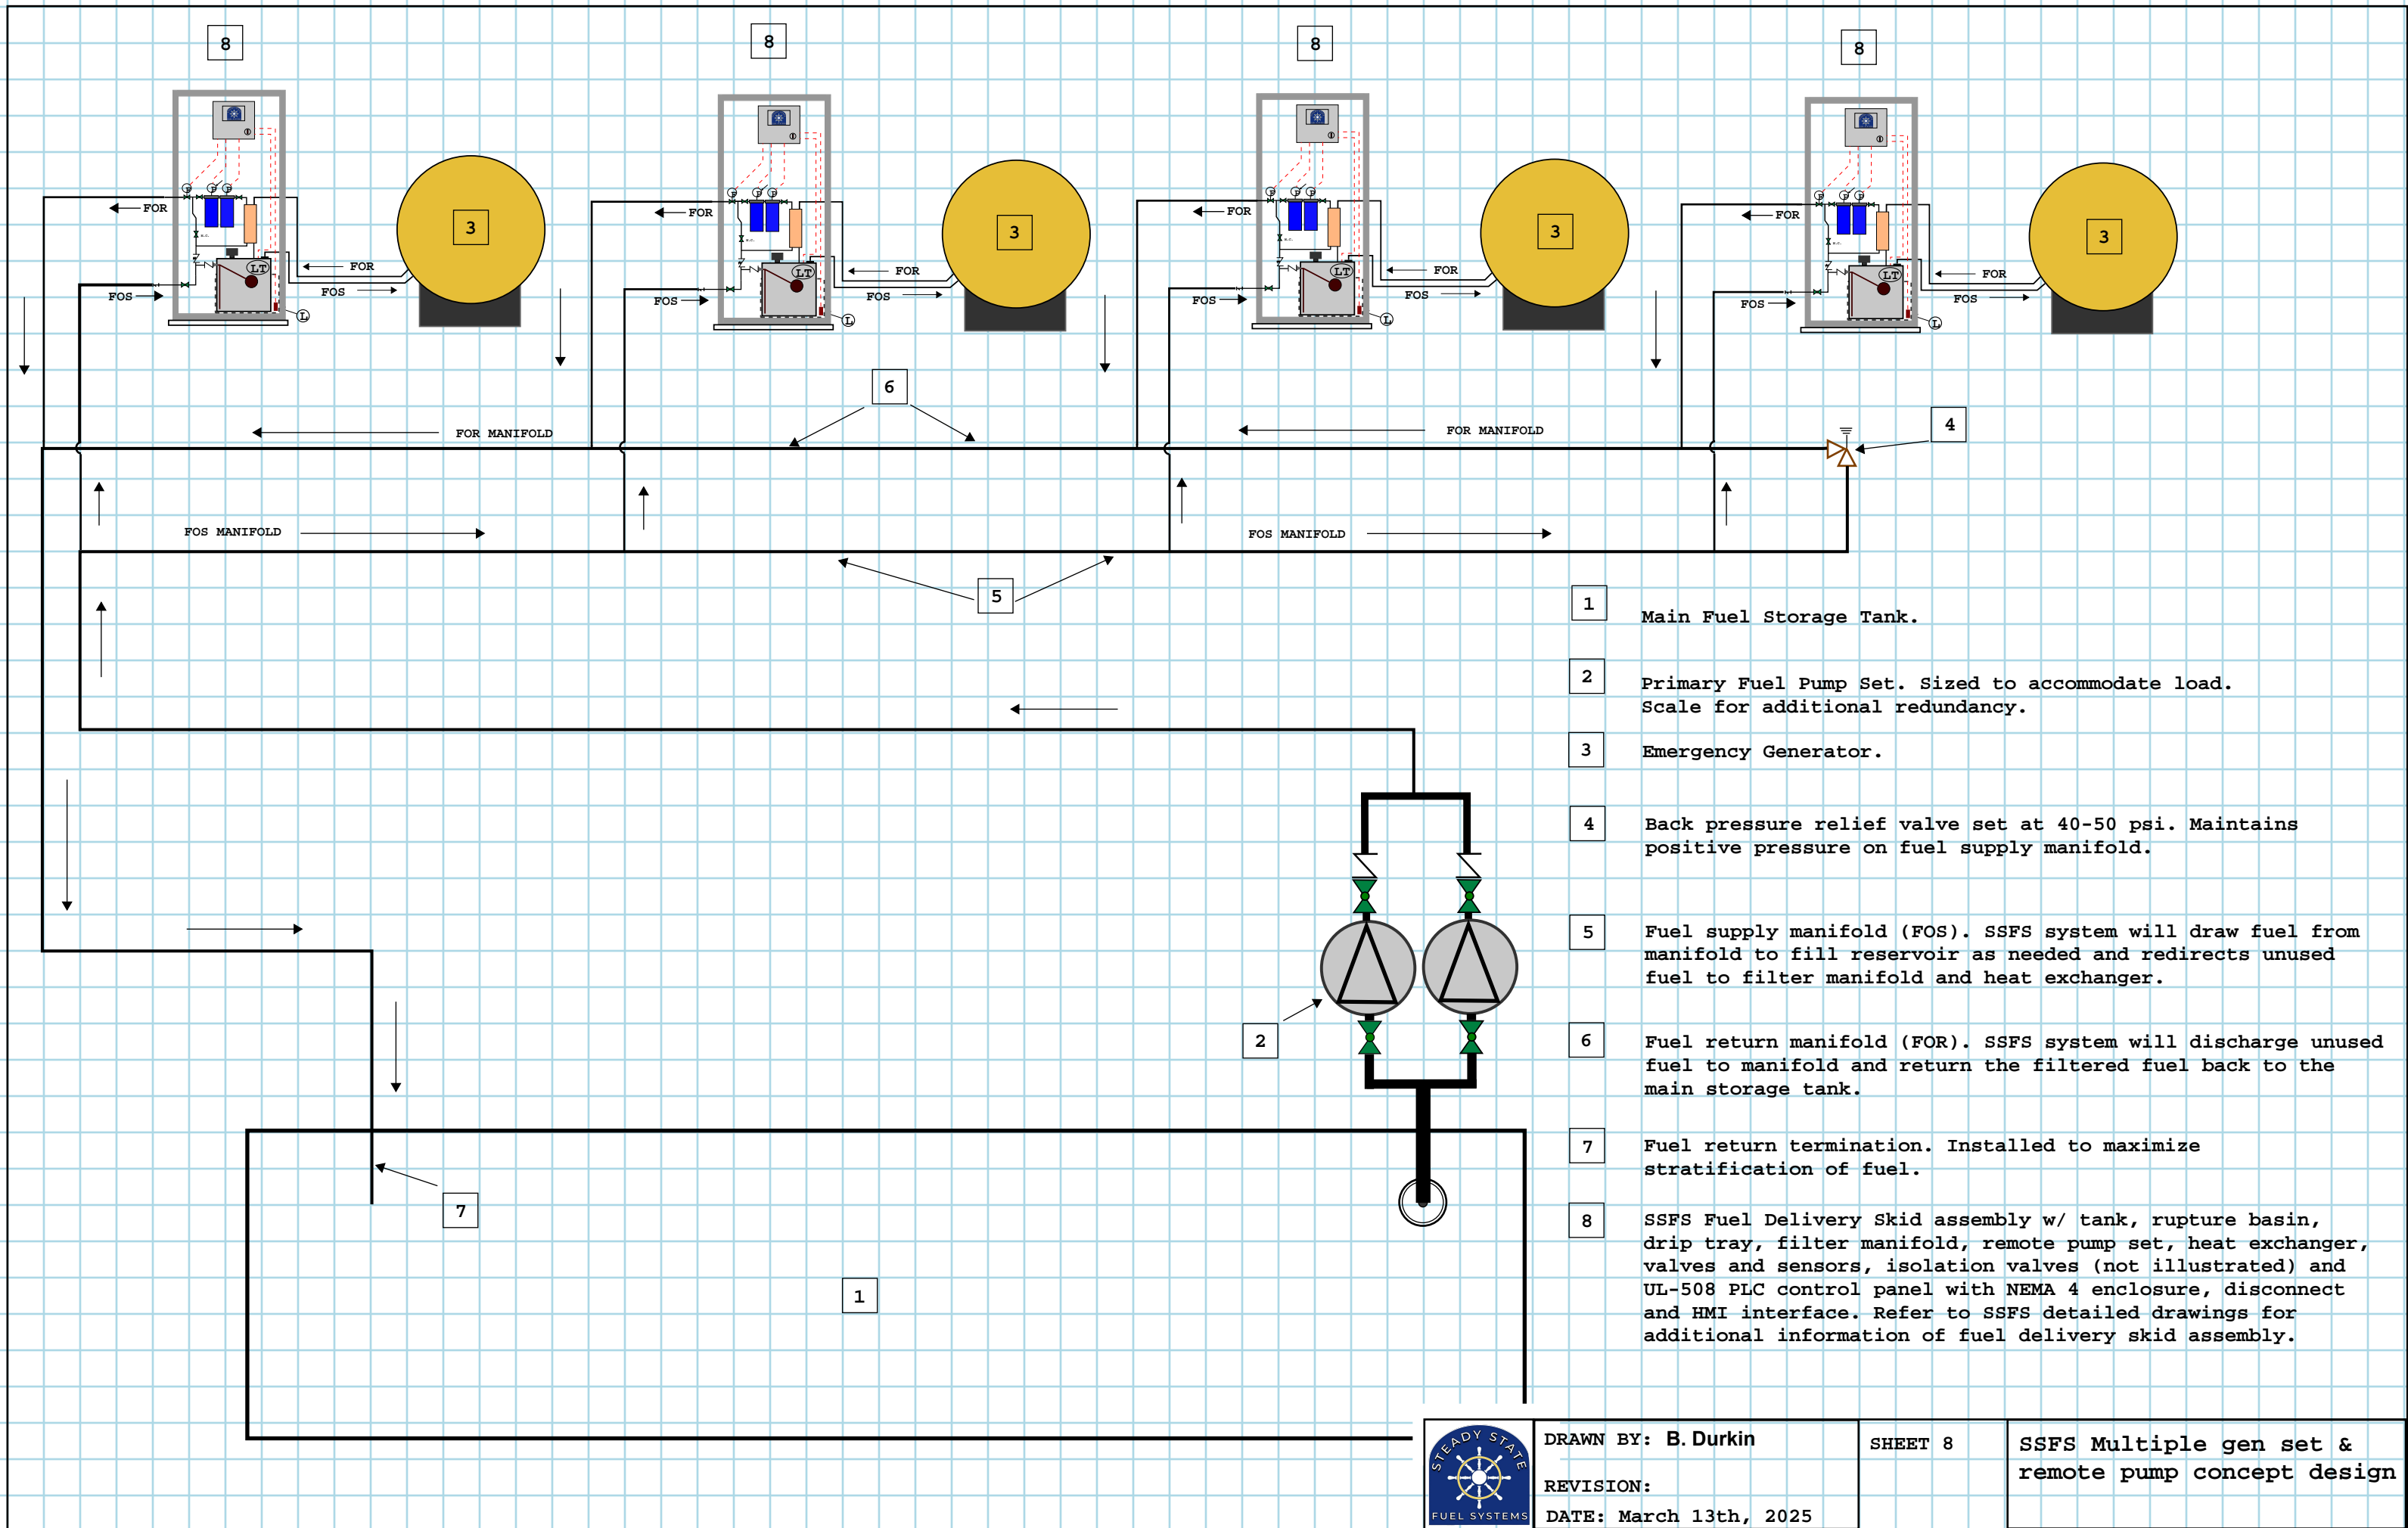 8
8
8
8
P
P
P
P
P
P
P
P
P
P
P
P
FOR
FOR
FOR
FOR
3
3
3
3
N.C.
N.C.
N.C.
N.C.
LT
LT
LT
LT
FOR
FOR
FOR
FOR
FOS
FOS
FOS
FOS
FOS
FOS
FOS
FOS
L
L
L
L
6
4
FOR MANIFOLD
FOR MANIFOLD
FOS MANIFOLD
FOS MANIFOLD
5
1
Main Fuel Storage Tank.
2
Primary Fuel Pump Set. Sized to accommodate load.
Scale for additional redundancy.
3
Emergency Generator.
4
Back pressure relief valve set at 40-50 psi. Maintains
positive pressure on fuel supply manifold.
5
Fuel supply manifold (FOS). SSFS system will draw fuel from
manifold to fill reservoir as needed and redirects unused
fuel to filter manifold and heat exchanger.
6
Fuel return manifold (FOR). SSFS system will discharge unused
fuel to manifold and return the filtered fuel back to the
main storage tank.
7
Fuel return termination. Installed to maximize
stratification of fuel.
8
SSFS Fuel Delivery Skid assembly w/ tank, rupture basin,
drip tray, filter manifold, remote pump set, heat exchanger,
valves and sensors, isolation valves (not illustrated) and
UL-508 PLC control panel with NEMA 4 enclosure, disconnect
and HMI interface. Refer to SSFS detailed drawings for
additional information of fuel delivery skid assembly.
2
7
1
STEADY STATE
FUEL SYSTEMS
DRAWN BY: B. Durkin
REVISION:
DATE: March 13th, 2025
SHEET 8
SSFS Multiple gen set &
remote pump concept design